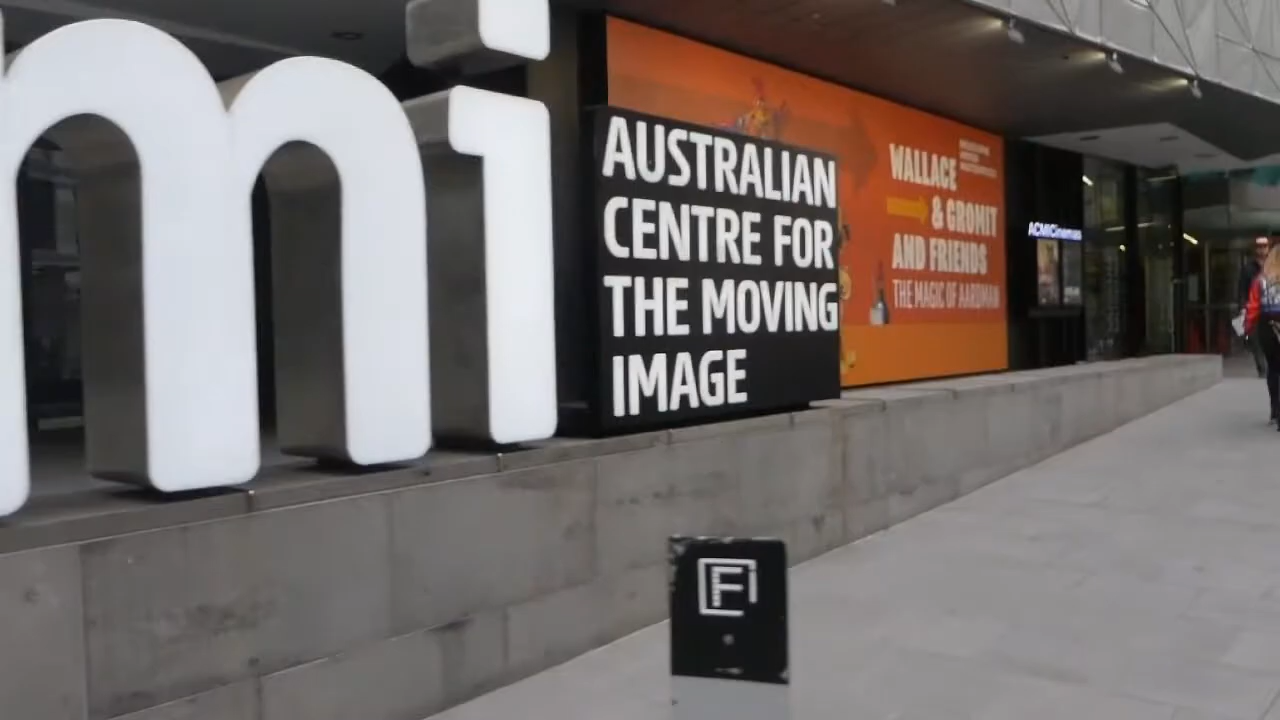 mi
AUSTRALIAN
CENTRE FOR
THE MOVING
IMAGE
WALLACE
& GROMIT
AND FRIENDS
THE MAGIC OF AARDMAN
ACMI Cinemas
F